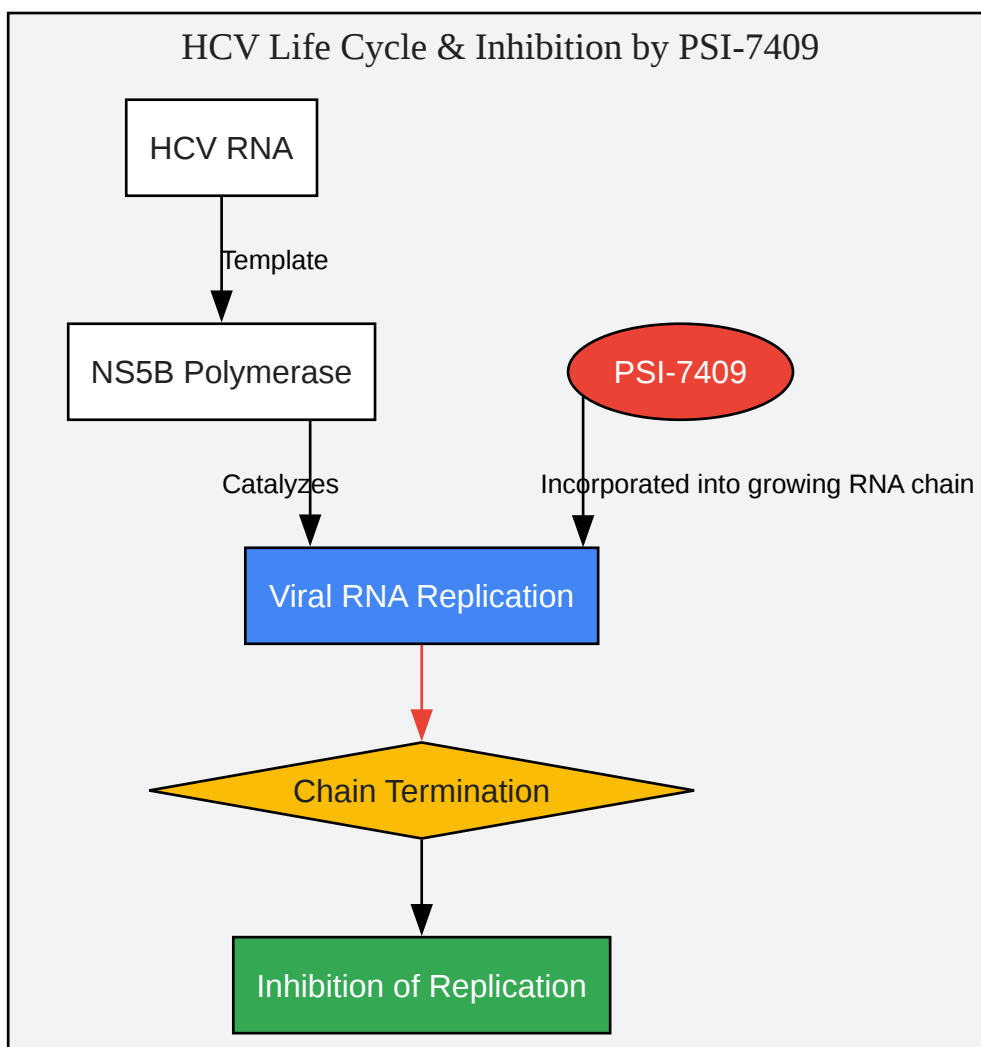 HCV Life Cycle & Inhibition by PSI-7409
HCV RNA
Template
NS5B Polymerase
PSI-7409
Catalyzes
Incorporated into growing RNA chain
Viral RNA Replication
Chain Termination
Inhibition of Replication